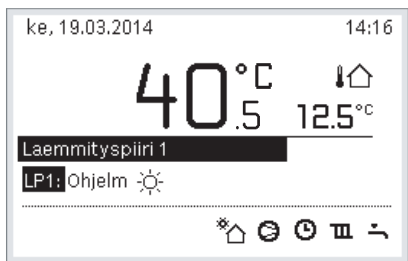 ke, 19.03.2014 14:16
40.5°C 12.5°C
Laemmityspiiri 1
LP1: Ohjelm